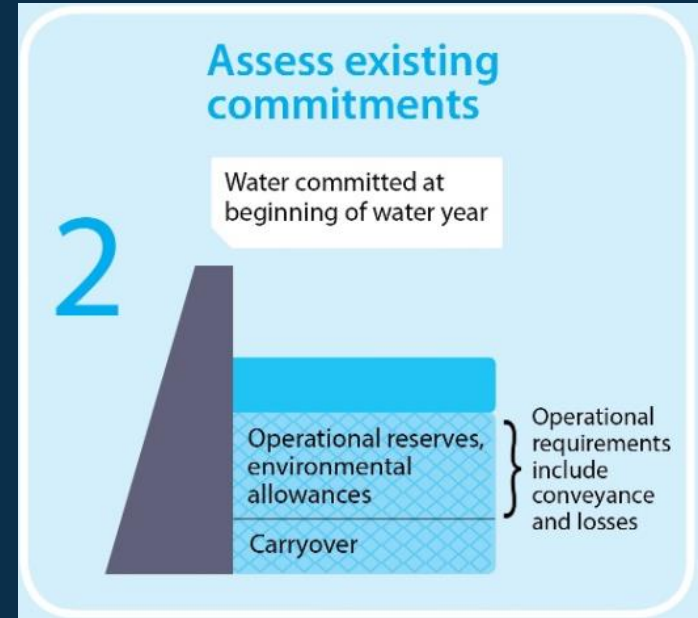 Assess existing
commitments
Water committed at
beginning of water year
2
Operational reserves,
environmental
allowances
Carryover
Operational
requirements
include
conveyance
and losses